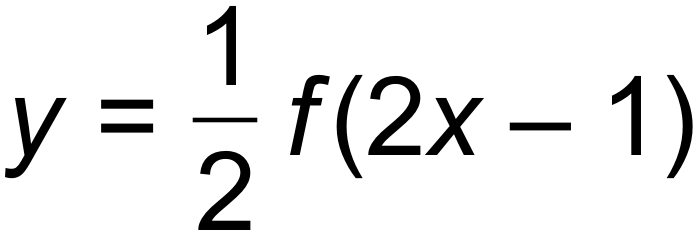 y = 1/2 f(2x – 1)